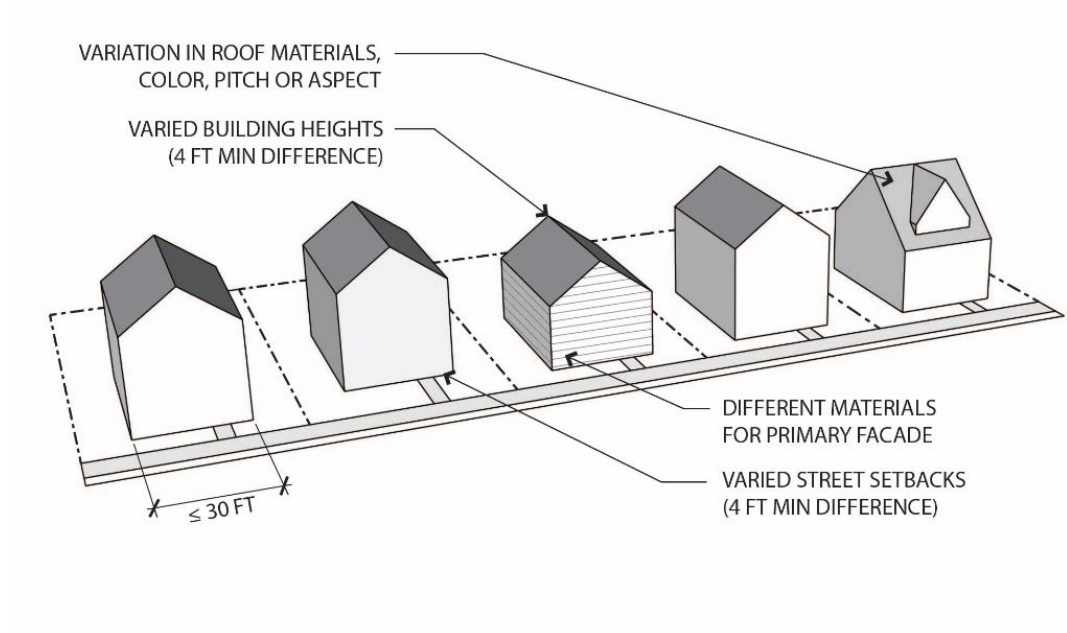 VARIATION IN ROOF MATERIALS,
COLOR, PITCH OR ASPECT
VARIED BUILDING HEIGHTS
(4 FT MIN DIFFERENCE)
DIFFERENT MATERIALS
FOR PRIMARY FACADE
VARIED STREET SETBACKS
(4 FT MIN DIFFERENCE)
≤ 30 FT